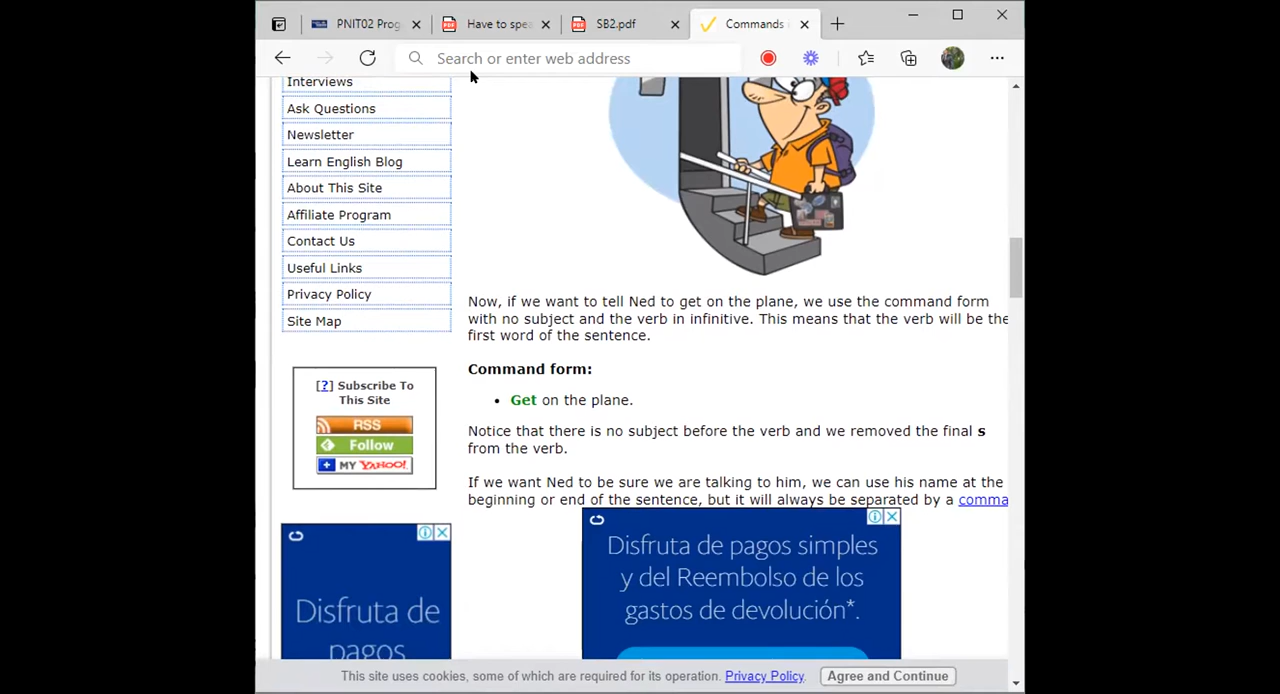 PNIT02 Prog
Have to spea
SB2.pdf
Commands
Search or enter web address
Interviews
Ask Questions
Newsletter
Learn English Blog
About This Site
Affiliate Program
Contact Us
Useful Links
Privacy Policy
Site Map
[?] Subscribe To
This Site
RSS
Follow
MY YAHOO!
Disfruta de
pagos
Now, if we want to tell Ned to get on the plane, we use the command form
with no subject and the verb in infinitive. This means that the verb will be the
first word of the sentence.
Command form:
• Get on the plane.
Notice that there is no subject before the verb and we removed the final s
from the verb.
If we want Ned to be sure we are talking to him, we can use his name at the
beginning or end of the sentence, but it will always be separated by a comma
Disfruta de pagos simples
y del Reembolso de los
gastos de devolución*.
This site uses cookies, some of which are required for its operation. Privacy Policy. Agree and Continue